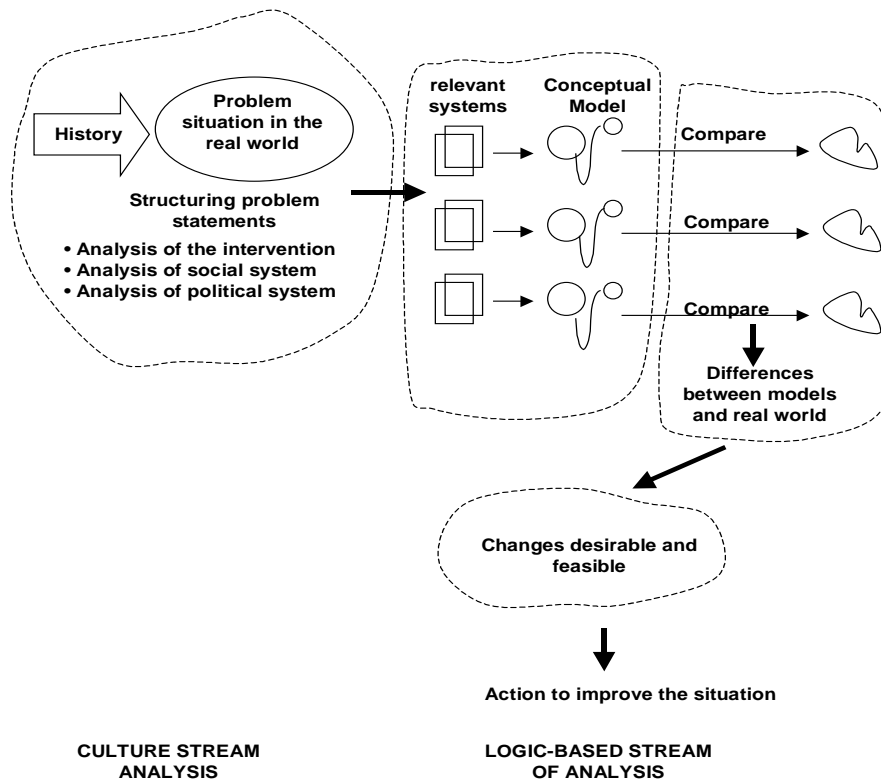 History
Problem
situation in the
real world
Structuring problem
statements
• Analysis of the intervention
• Analysis of social system
• Analysis of political system
relevant
systems
Conceptual
Model
Compare
Compare
Compare
Differences
between models
and real world
Changes desirable and
feasible
Action to improve the situation
CULTURE STREAM
ANALYSIS
LOGIC-BASED STREAM
OF ANALYSIS